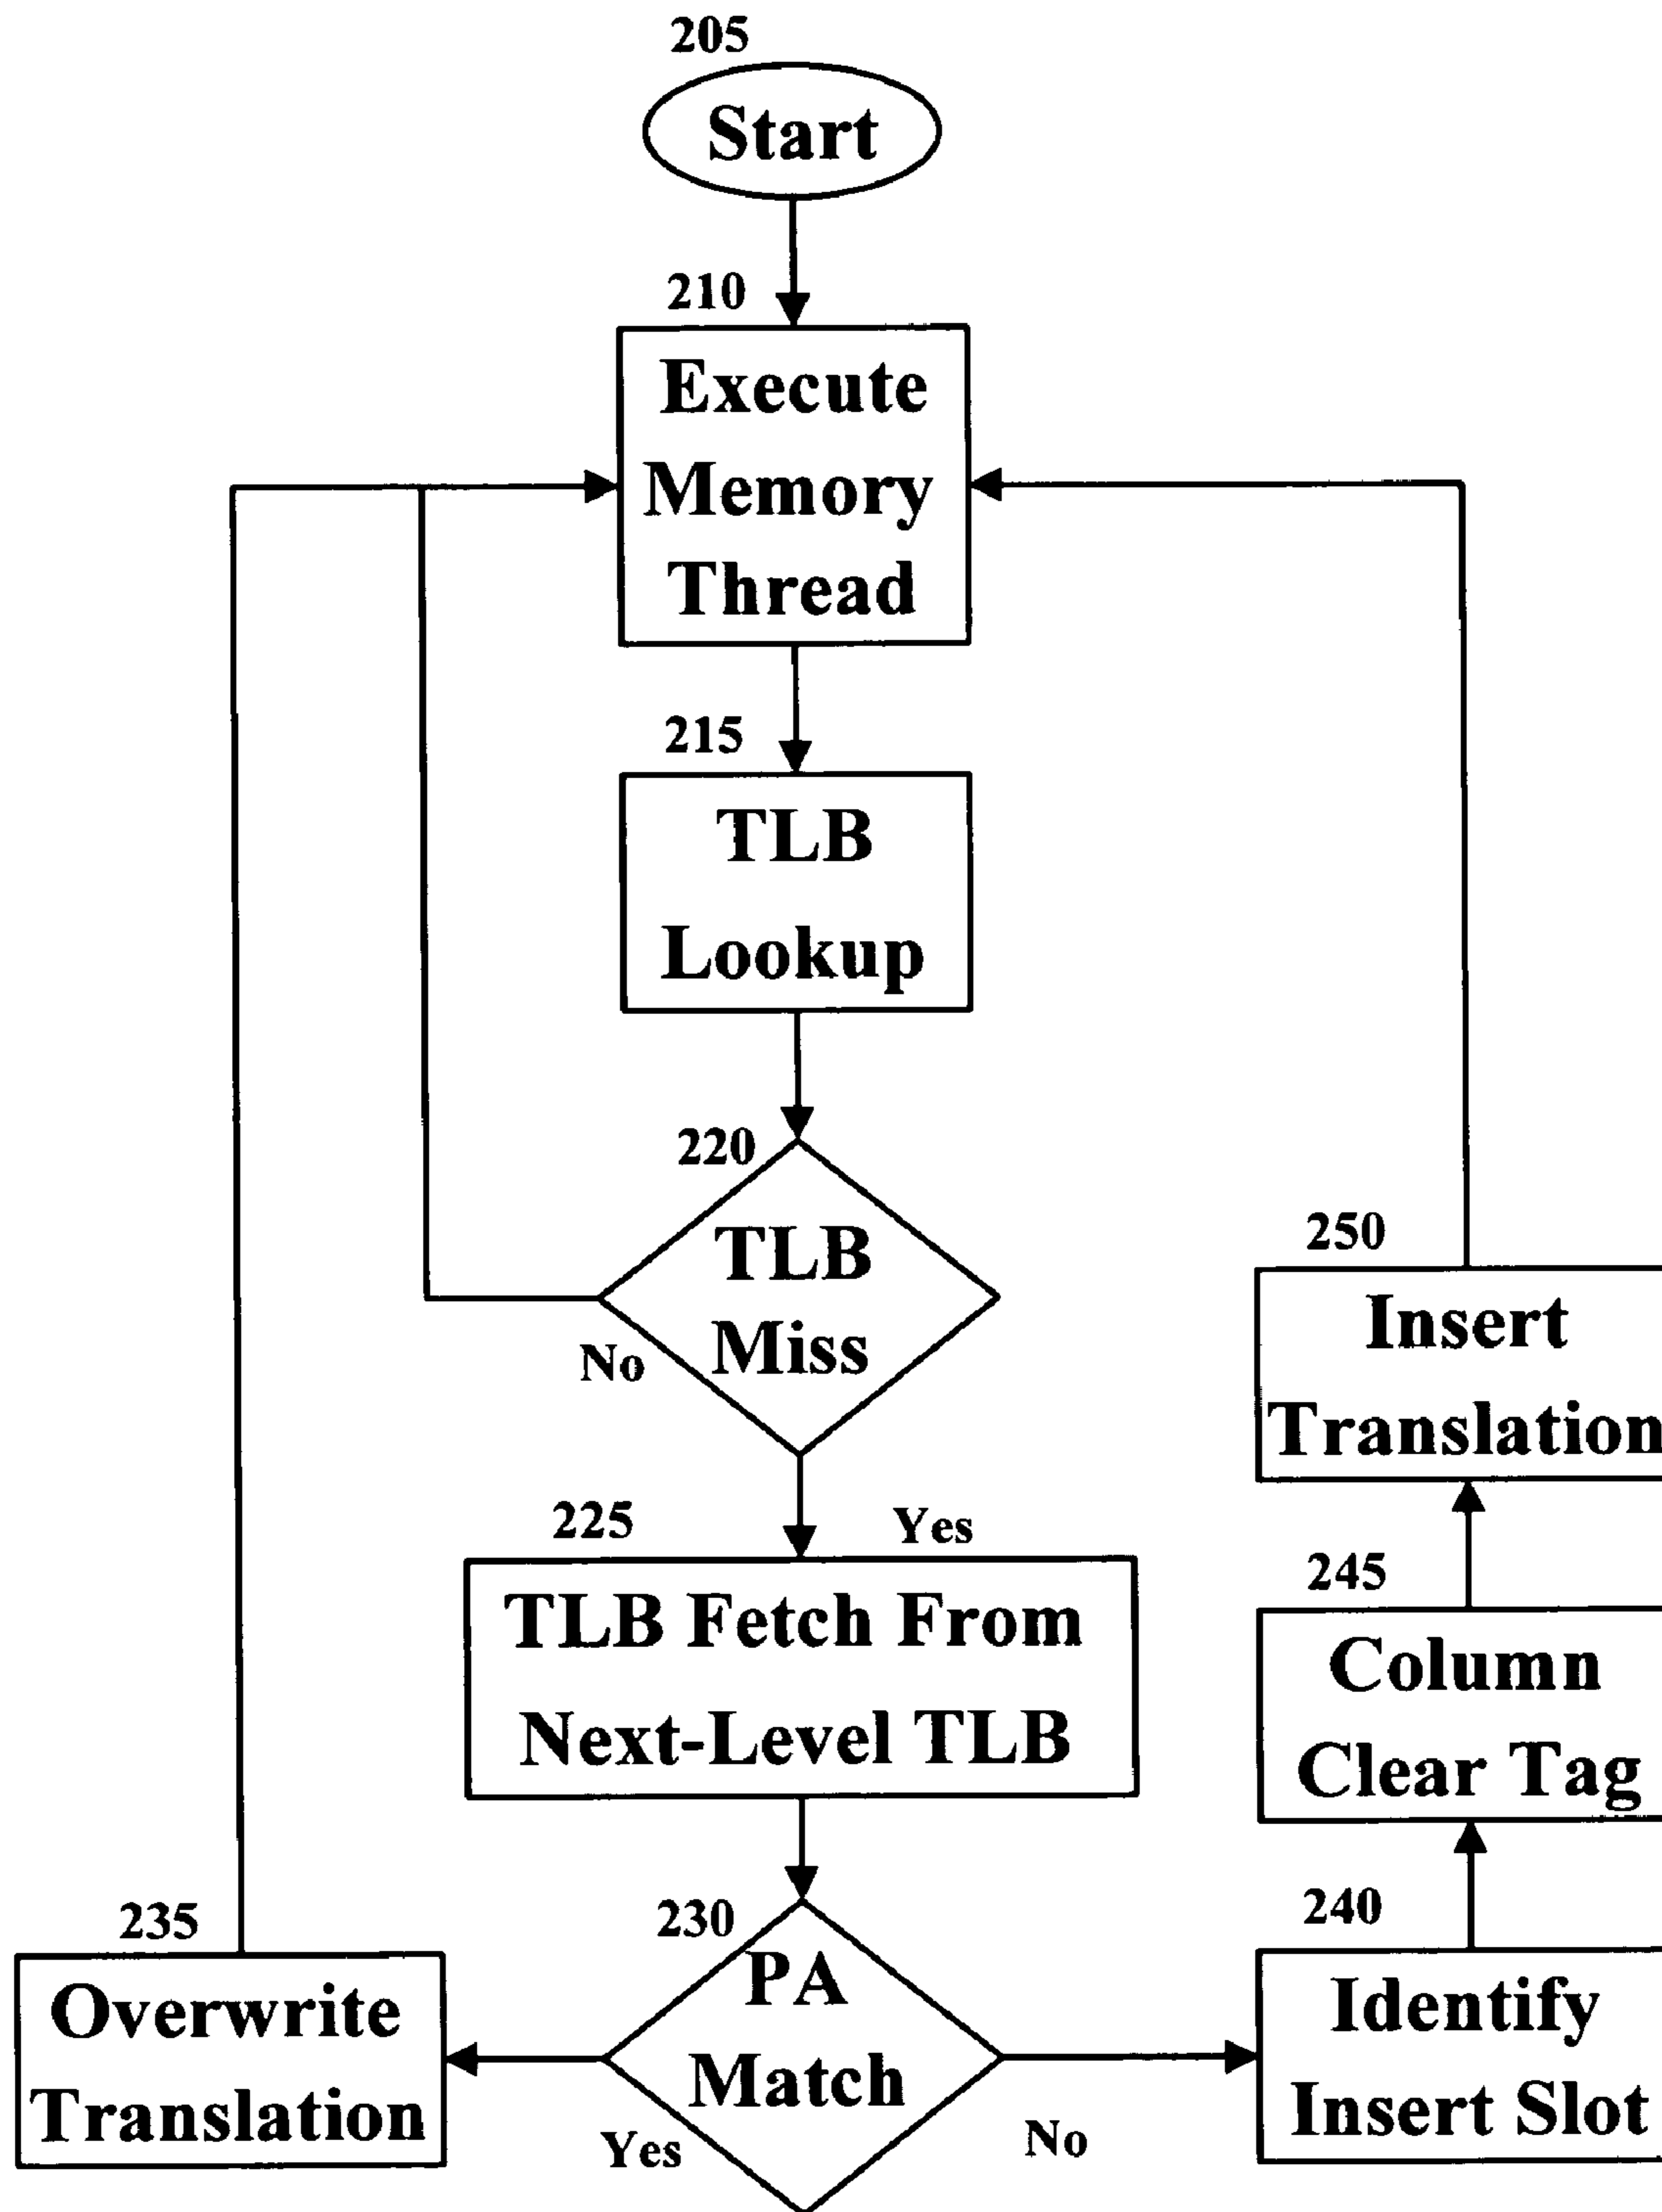 205
Start
210
Execute
Memory
Thread
215
TLB
Lookup
220
TLB
Miss
No
Yes
225
TLB Fetch From
Next-Level TLB
230
PA
Match
Yes
No
235
Overwrite
Translation
240
Identify
Insert Slot
245
Column
Clear Tag
250
Insert
Translation